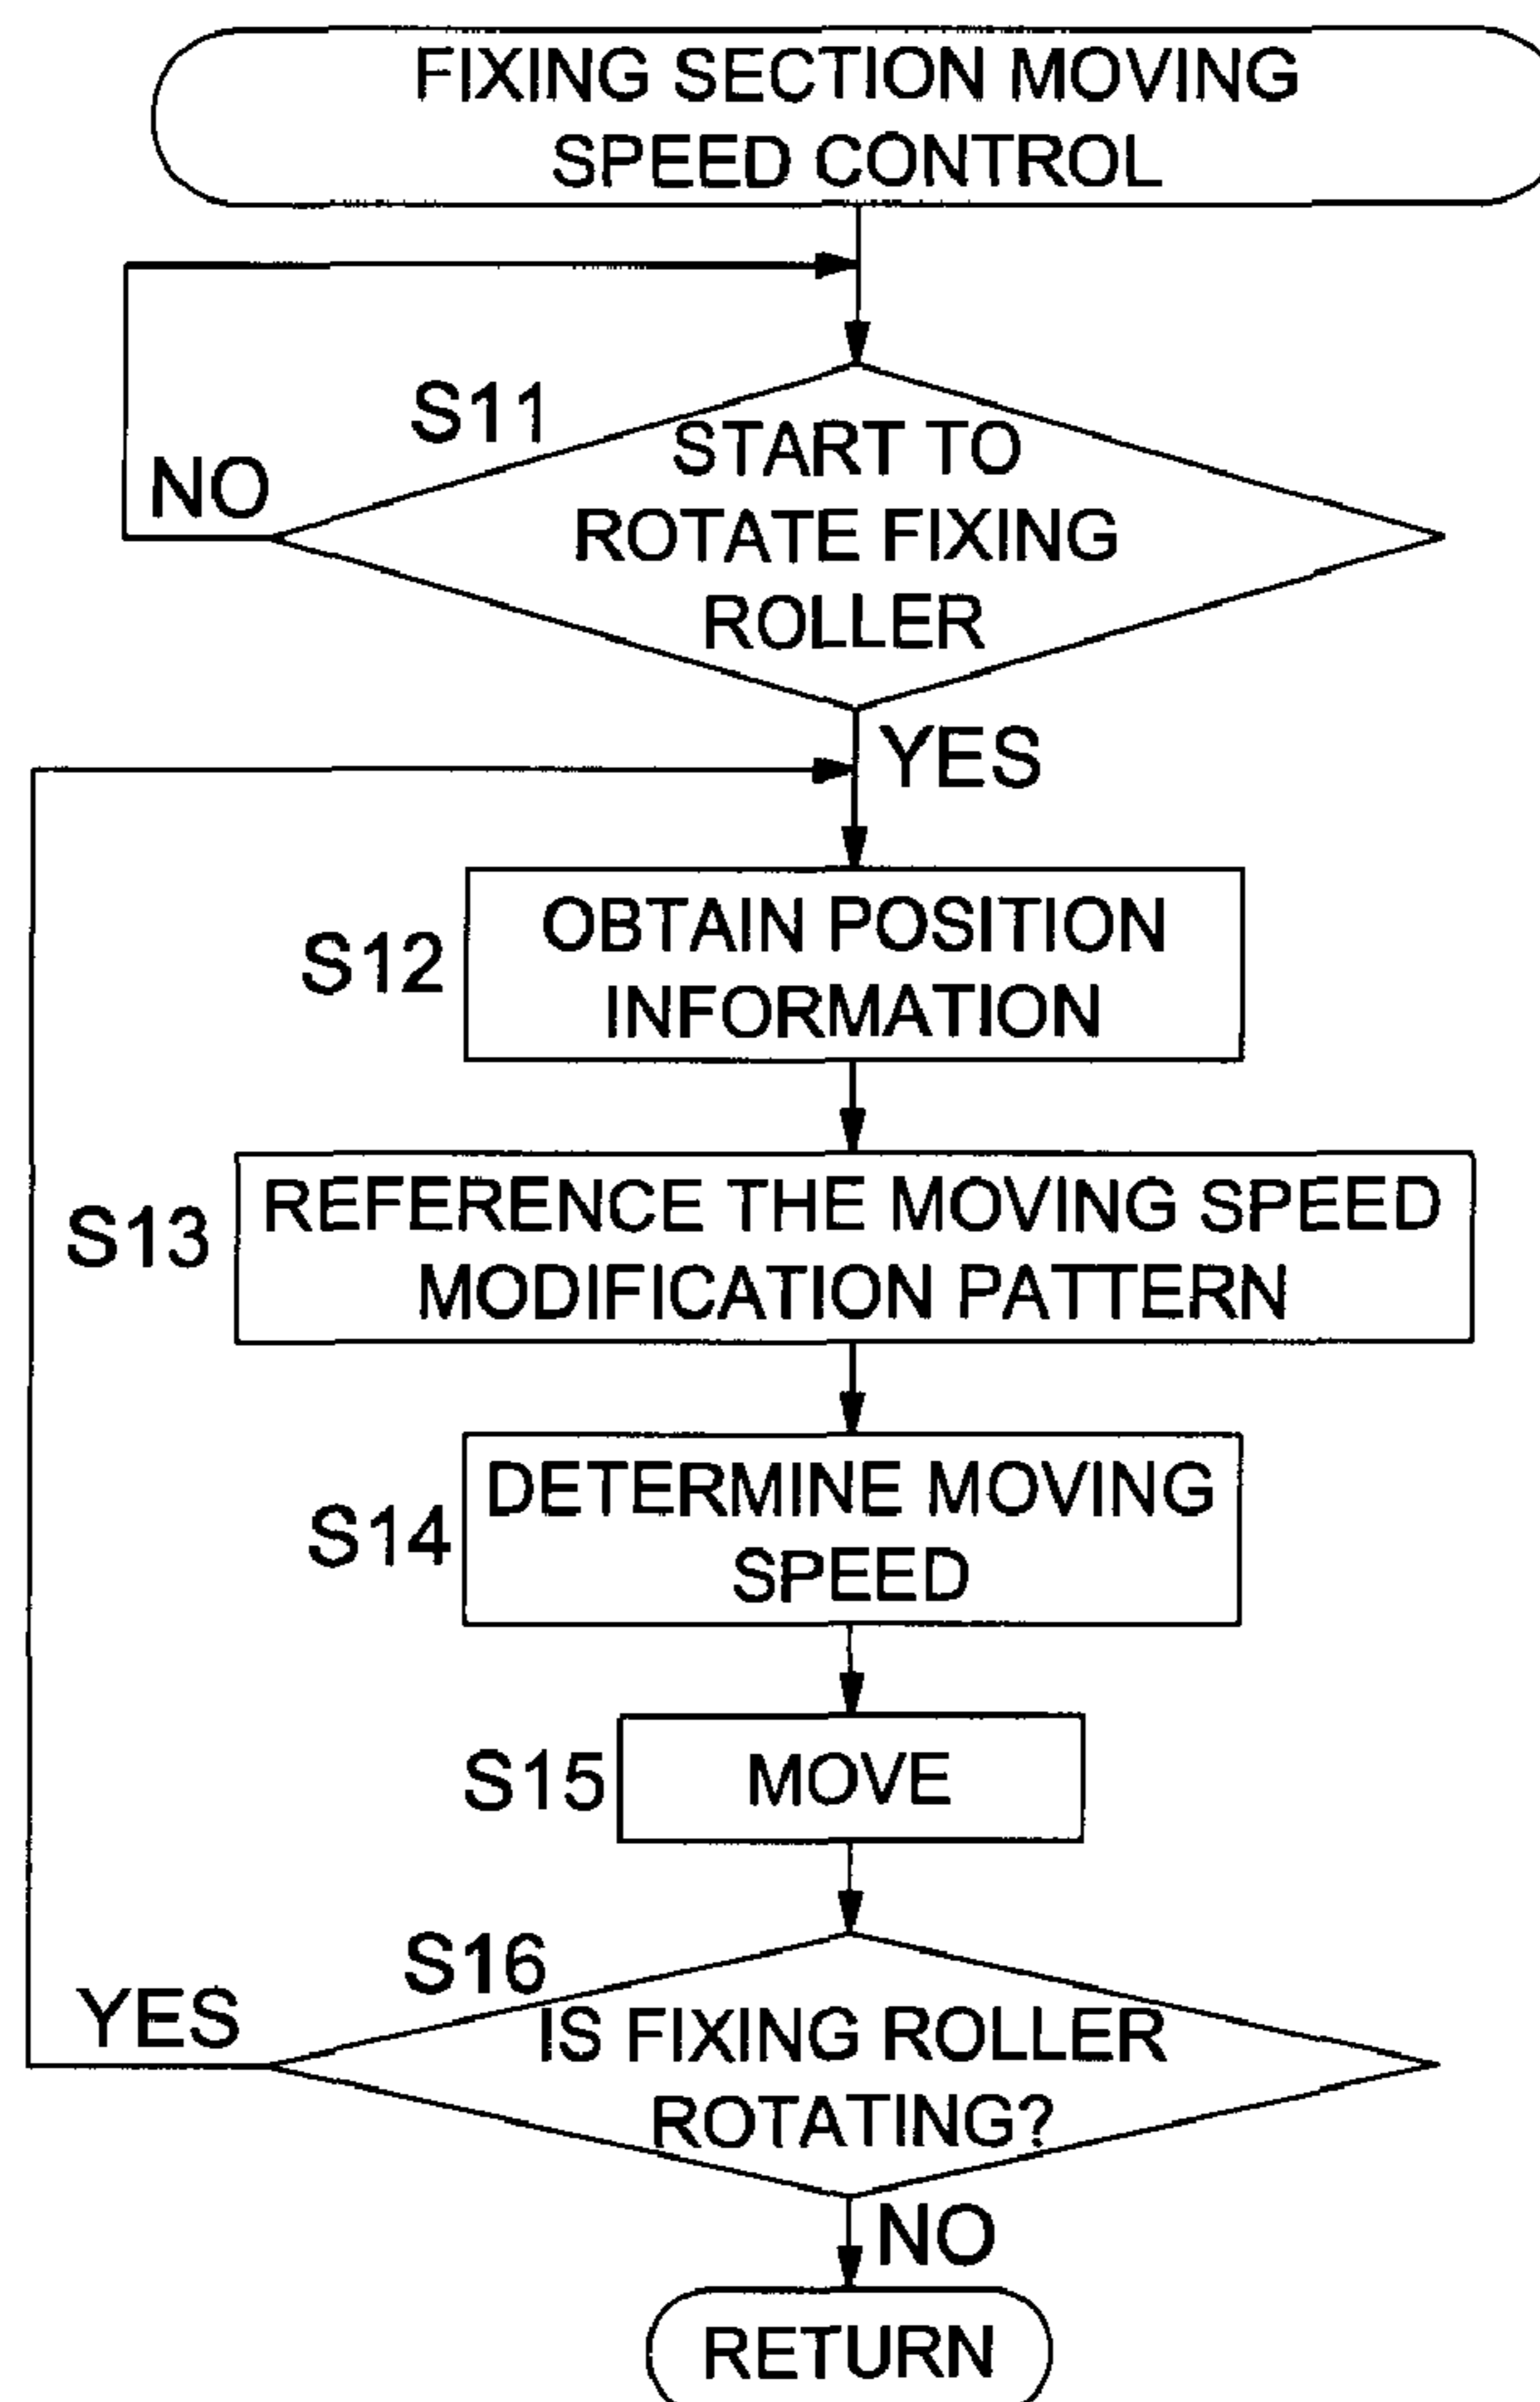 FIXING SECTION MOVING
SPEED CONTROL
S11
START TO
ROTATE FIXING
ROLLER
NO
YES
S12
OBTAIN POSITION
INFORMATION
S13
REFERENCE THE MOVING SPEED
MODIFICATION PATTERN
S14
DETERMINE MOVING
SPEED
S15
MOVE
S16
IS FIXING ROLLER
ROTATING?
YES
NO
RETURN